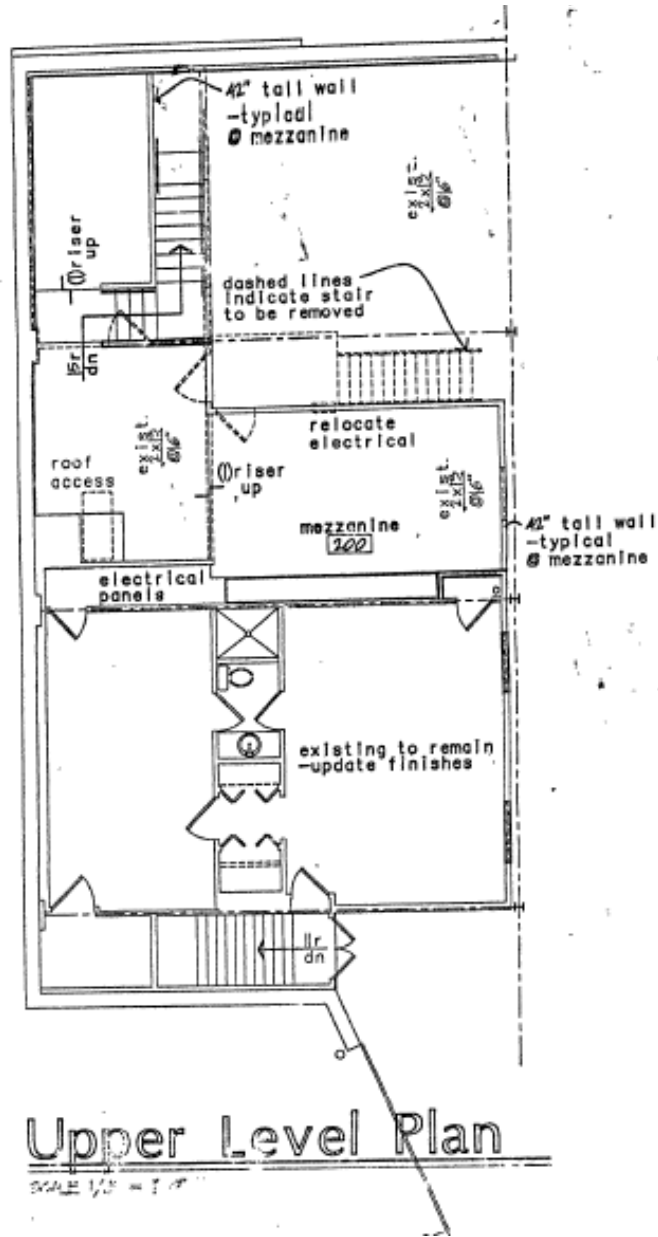 42" tall wall
-typical
@ mezzanine
exist.
2x12
@16"
(1)riser
up
dashed lines
indicate stair
to be removed
15r
dn
relocate
electrical
exist.
@16"
roof
access
(1)riser
up
exist.
2x12
@16"
mezzanine
200
42" tall wall
-typical
@ mezzanine
electrical
panels
existing to remain
-update finishes
11r
dn
Upper Level Plan